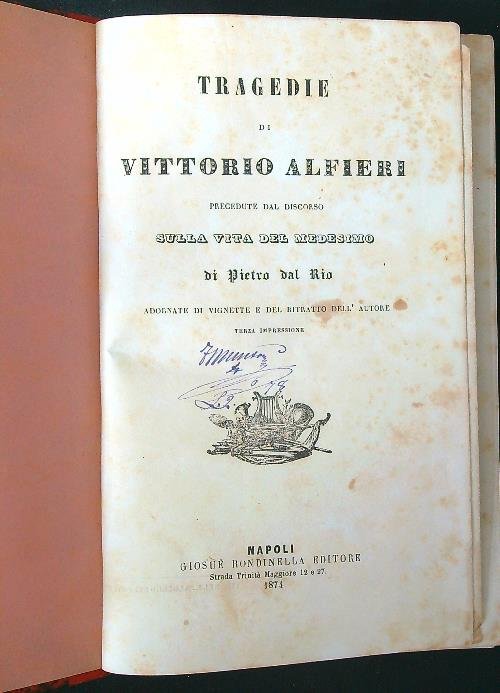 TRAGEDIE
DI
VITTORIO ALFIERI
PRECEDUTE DAL DISCORSO
SULLA VITA DEL MEDESIMO
di Pietro dal Rio
ADORNATE DI VIGNETTE E DEL RITRATTO DELL' AUTORE
TERZA IMPRESSIONE
NAPOLI
GIOSUÈ RONDINELLA EDITORE
Strada Trinità Maggiore 12 e 27.
1871